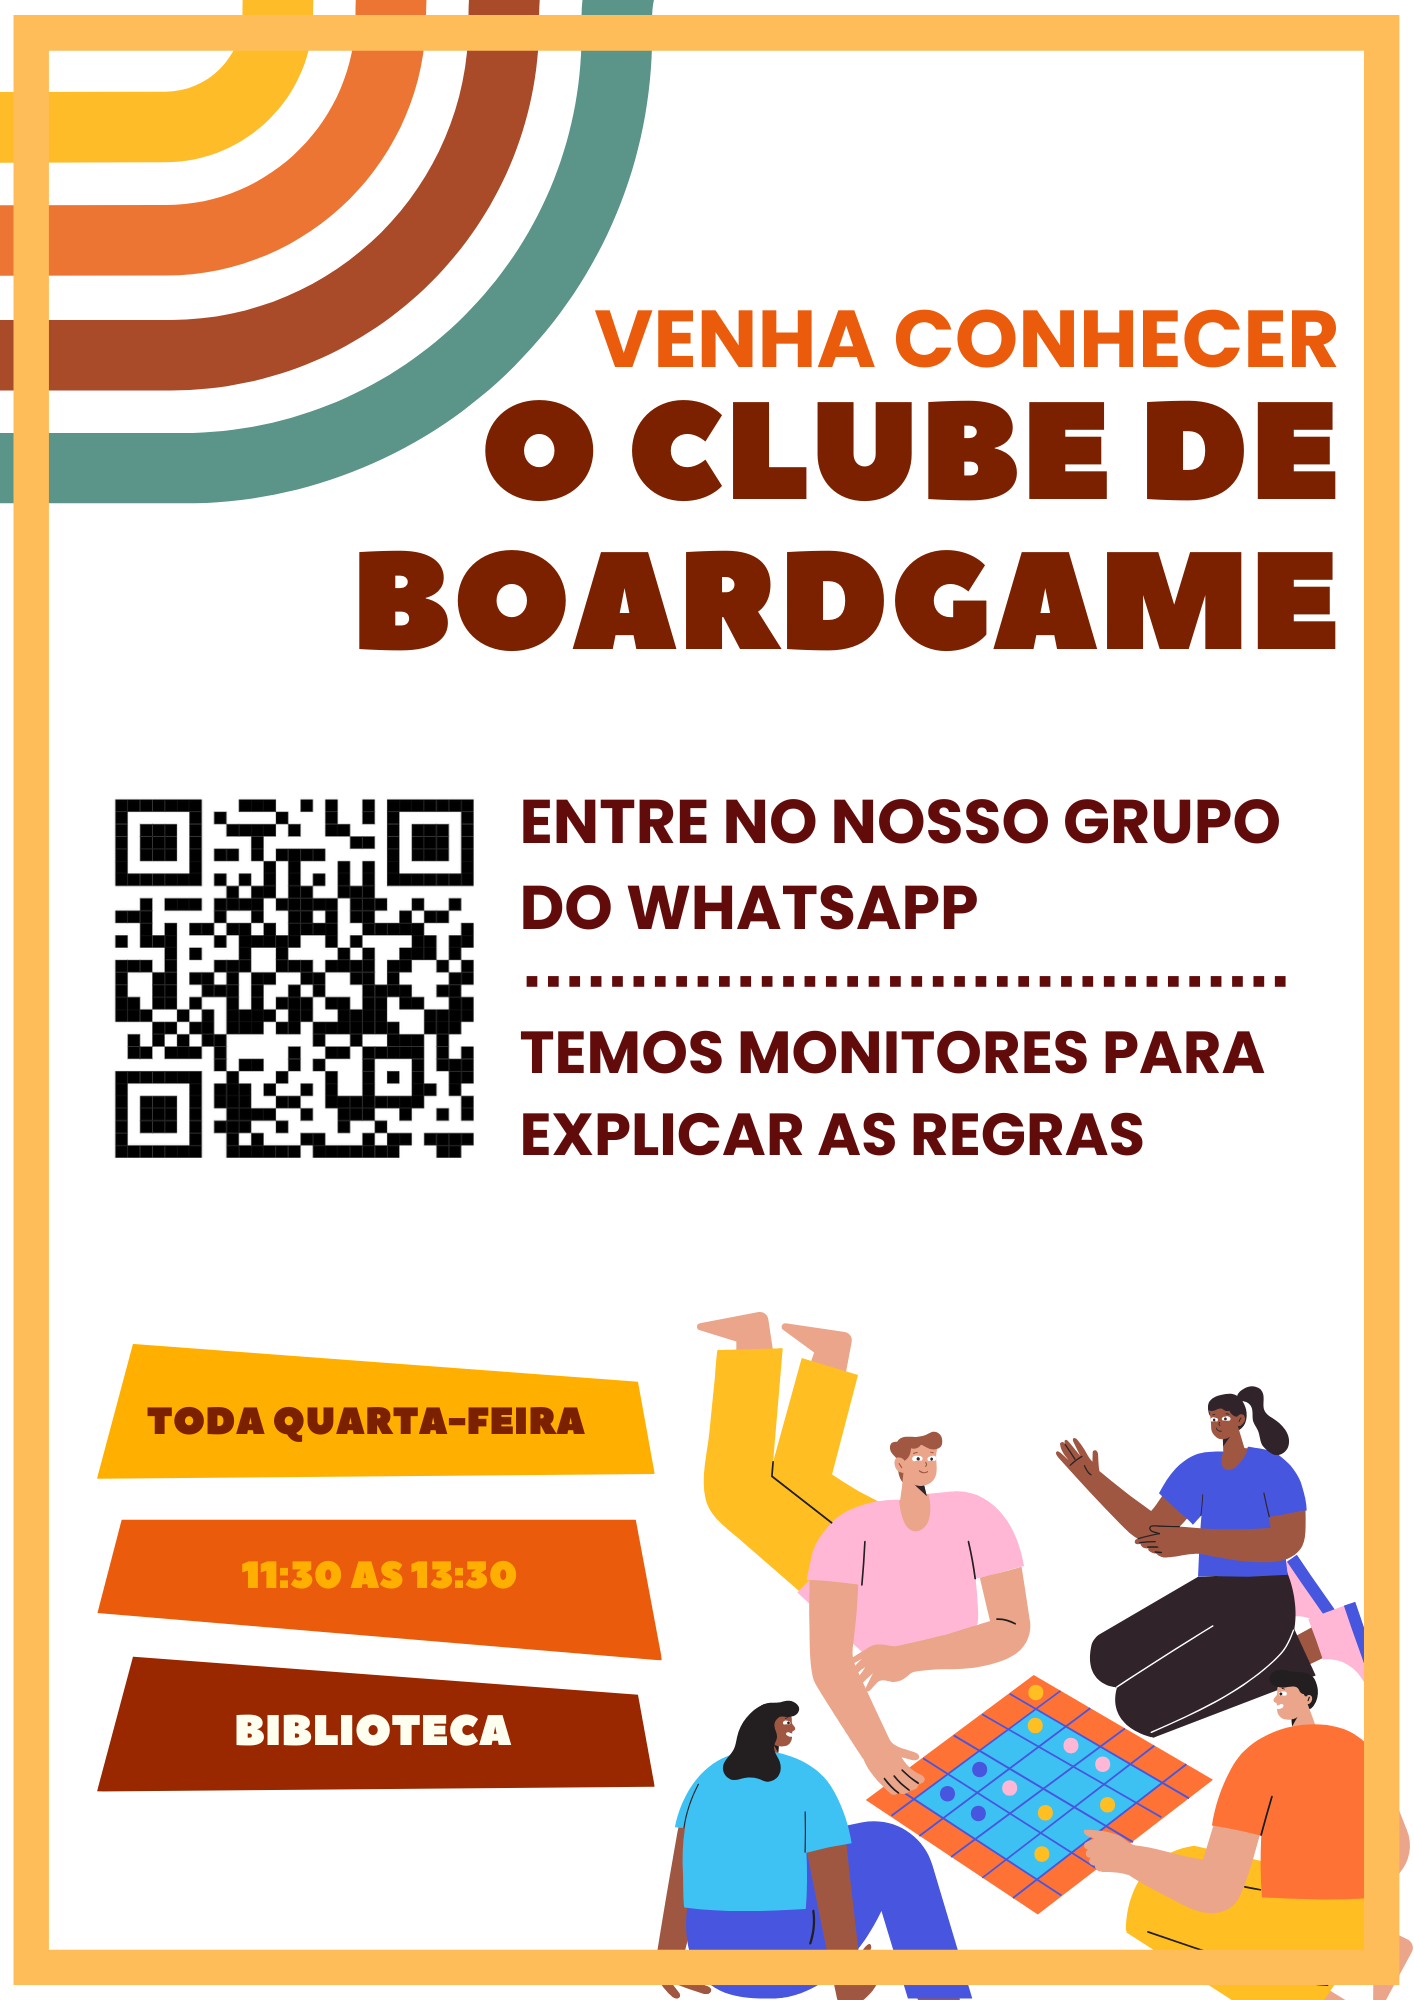 VENHA CONHECER
O CLUBE DE
BOARDGAME
ENTRE NO NOSSO GRUPO
DO WHATSAPP
TEMOS MONITORES PARA
EXPLICAR AS REGRAS
TODA QUARTA-FEIRA
11:30 AS 13:30
BIBLIOTECA